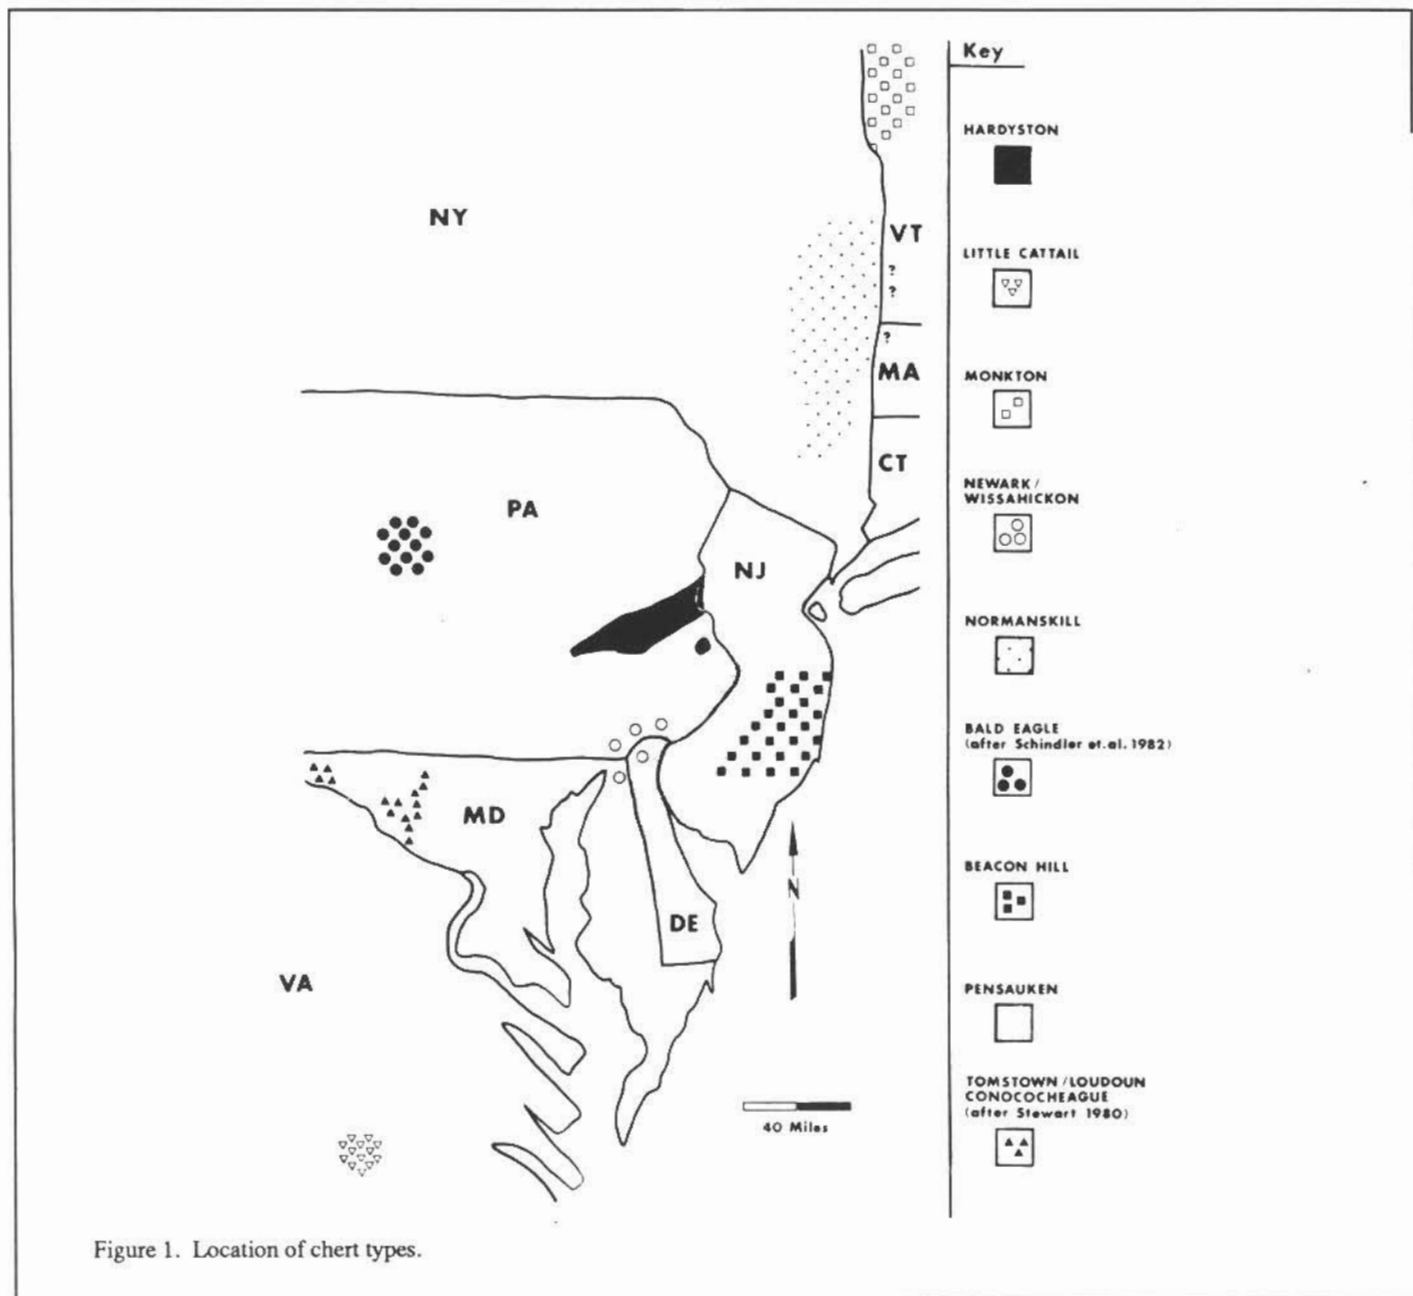 NY
VT
?
?
?
MA
CT
PA
NJ
MD
DE
VA
N
40 Miles
Key
HARDYSTON
LITTLE CATTAIL
MONKTON
NEWARK/
WISSAHICKON
NORMANSKILL
BALD EAGLE
(after Schindler et.al. 1982)
BEACON HILL
PENSAUKEN
TOMSTOWN/LOUDOUN
CONOCOCHEAGUE
(after Stewart 1980)
Figure 1. Location of chert types.